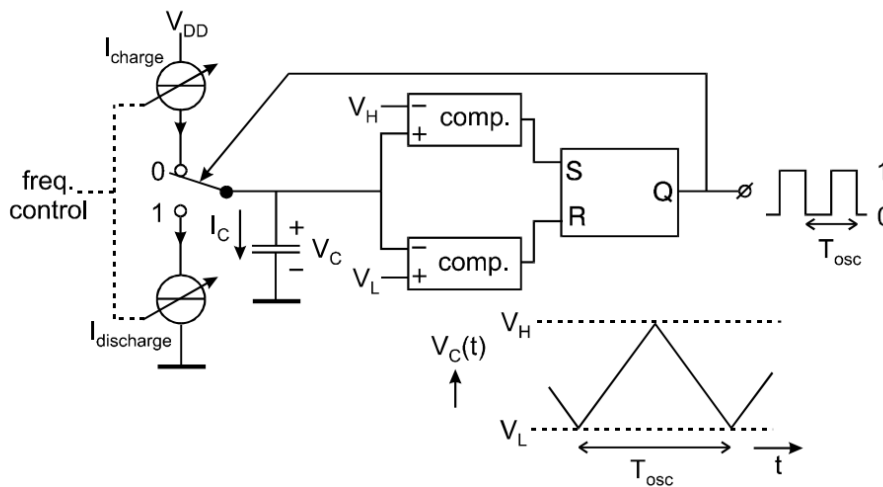 V_DD
I_charge
V_H
−
+
comp.
0
1
freq.
control
I_C
+
V_C
−
−
+
V_L
comp.
S
R
Q
1
0
T_osc
I_discharge
V_H
V_C(t)
V_L
T_osc
t